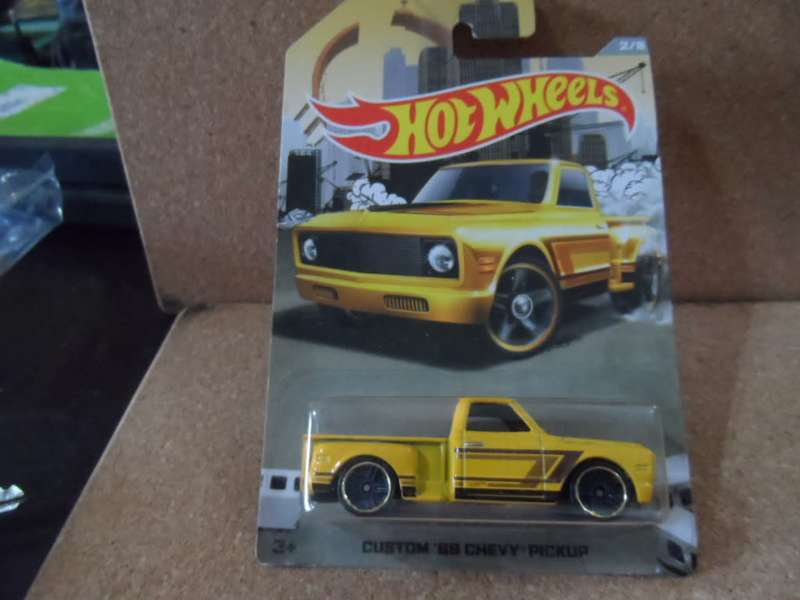 2/8
HOT WHEELS
3+
CUSTOM '69 CHEVY PICKUP